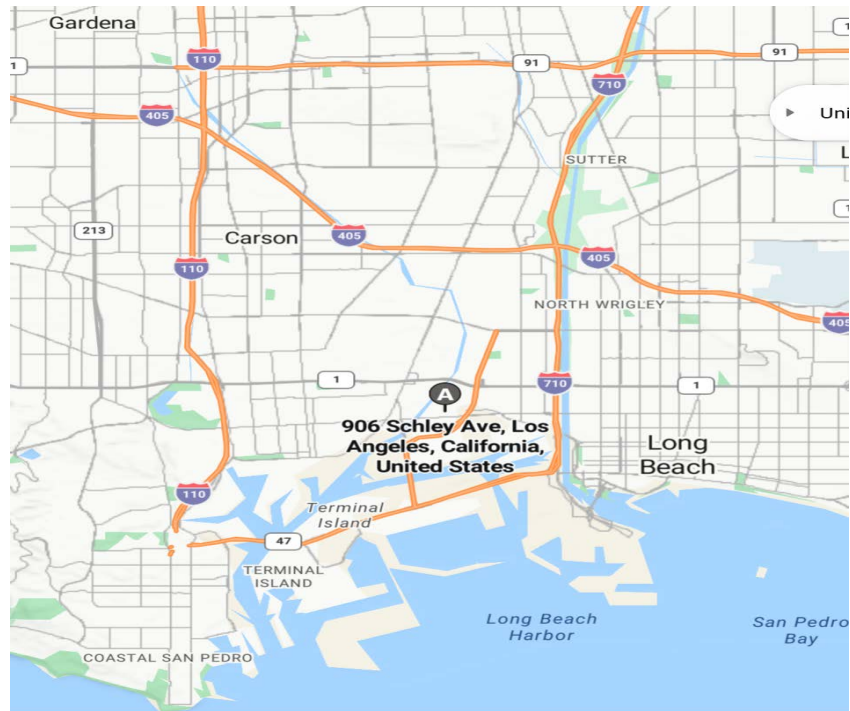 Gardena
110
91
91
1
1
710
405
Uni
SUTTER
L
1
213
Carson
405
405
110
NORTH WRIGLEY
405
1
A
710
1
906 Schley Ave, Los
Angeles, California,
United States
Long
Beach
110
Terminal
Island
47
TERMINAL
ISLAND
Long Beach
Harbor
San Pedro
Bay
COASTAL SAN PEDRO